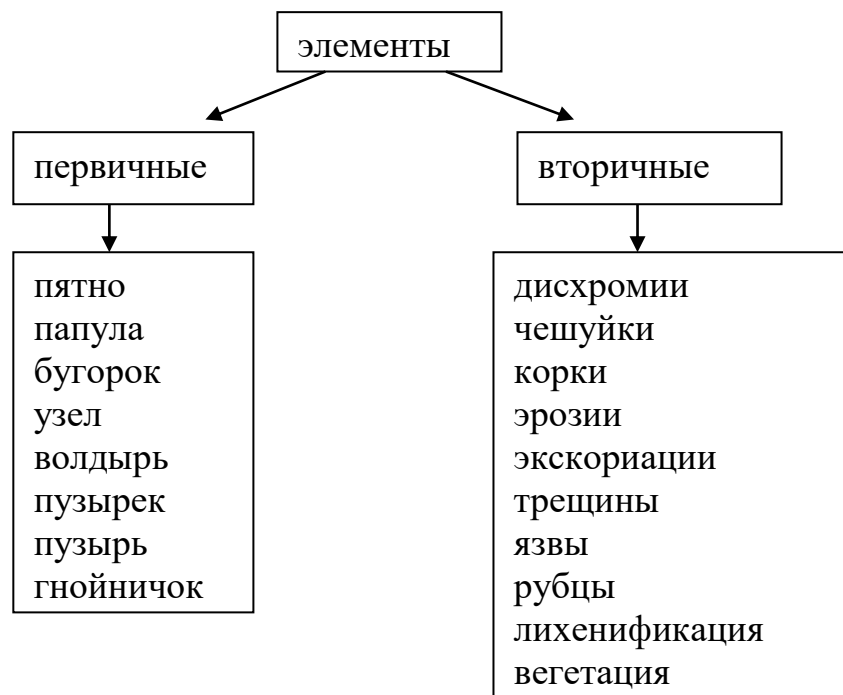 элементы
первичные
вторичные
пятно
папула
бугорок
узел
волдырь
пузырек
пузырь
гнойничок
дисхромии
чешуйки
корки
эрозии
экскориации
трещины
язвы
рубцы
лихенификация
вегетация